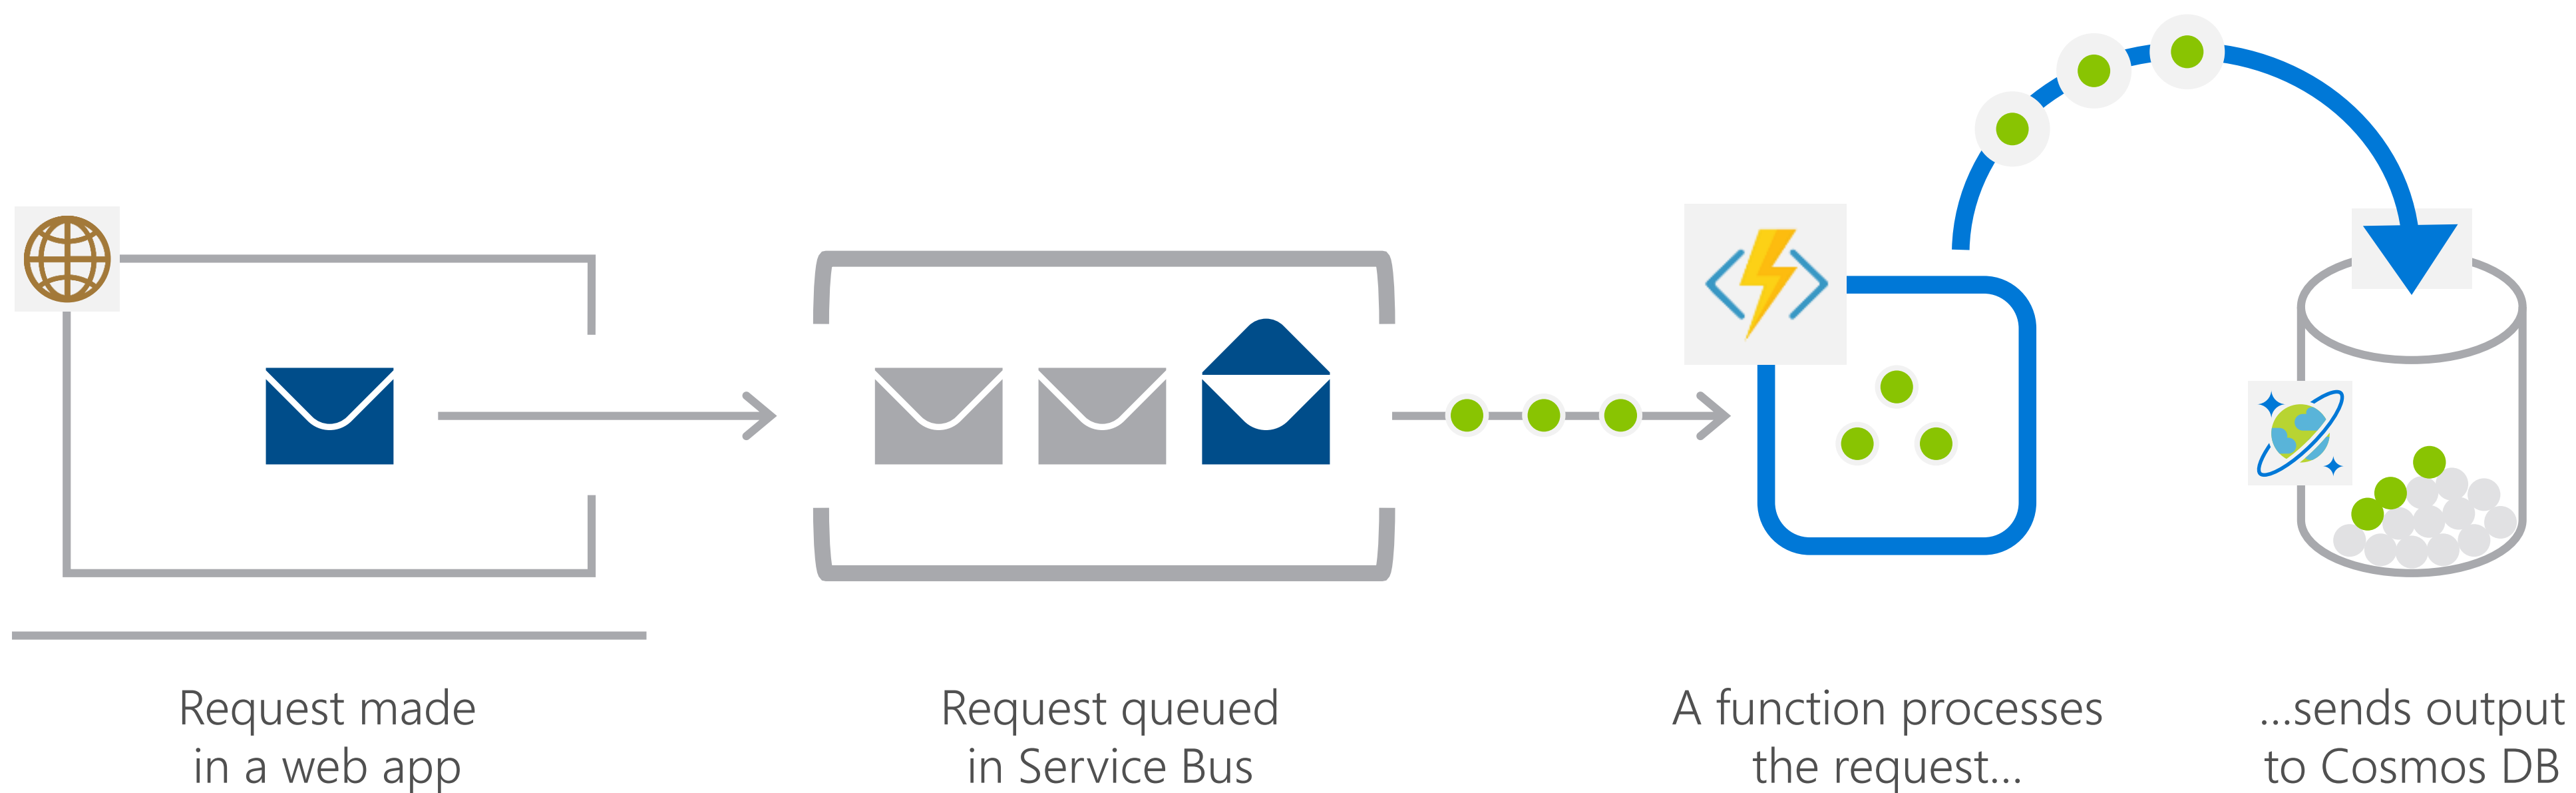 Request made
in a web app
Request queued
in Service Bus
A function processes
the request...
...sends output
to Cosmos DB